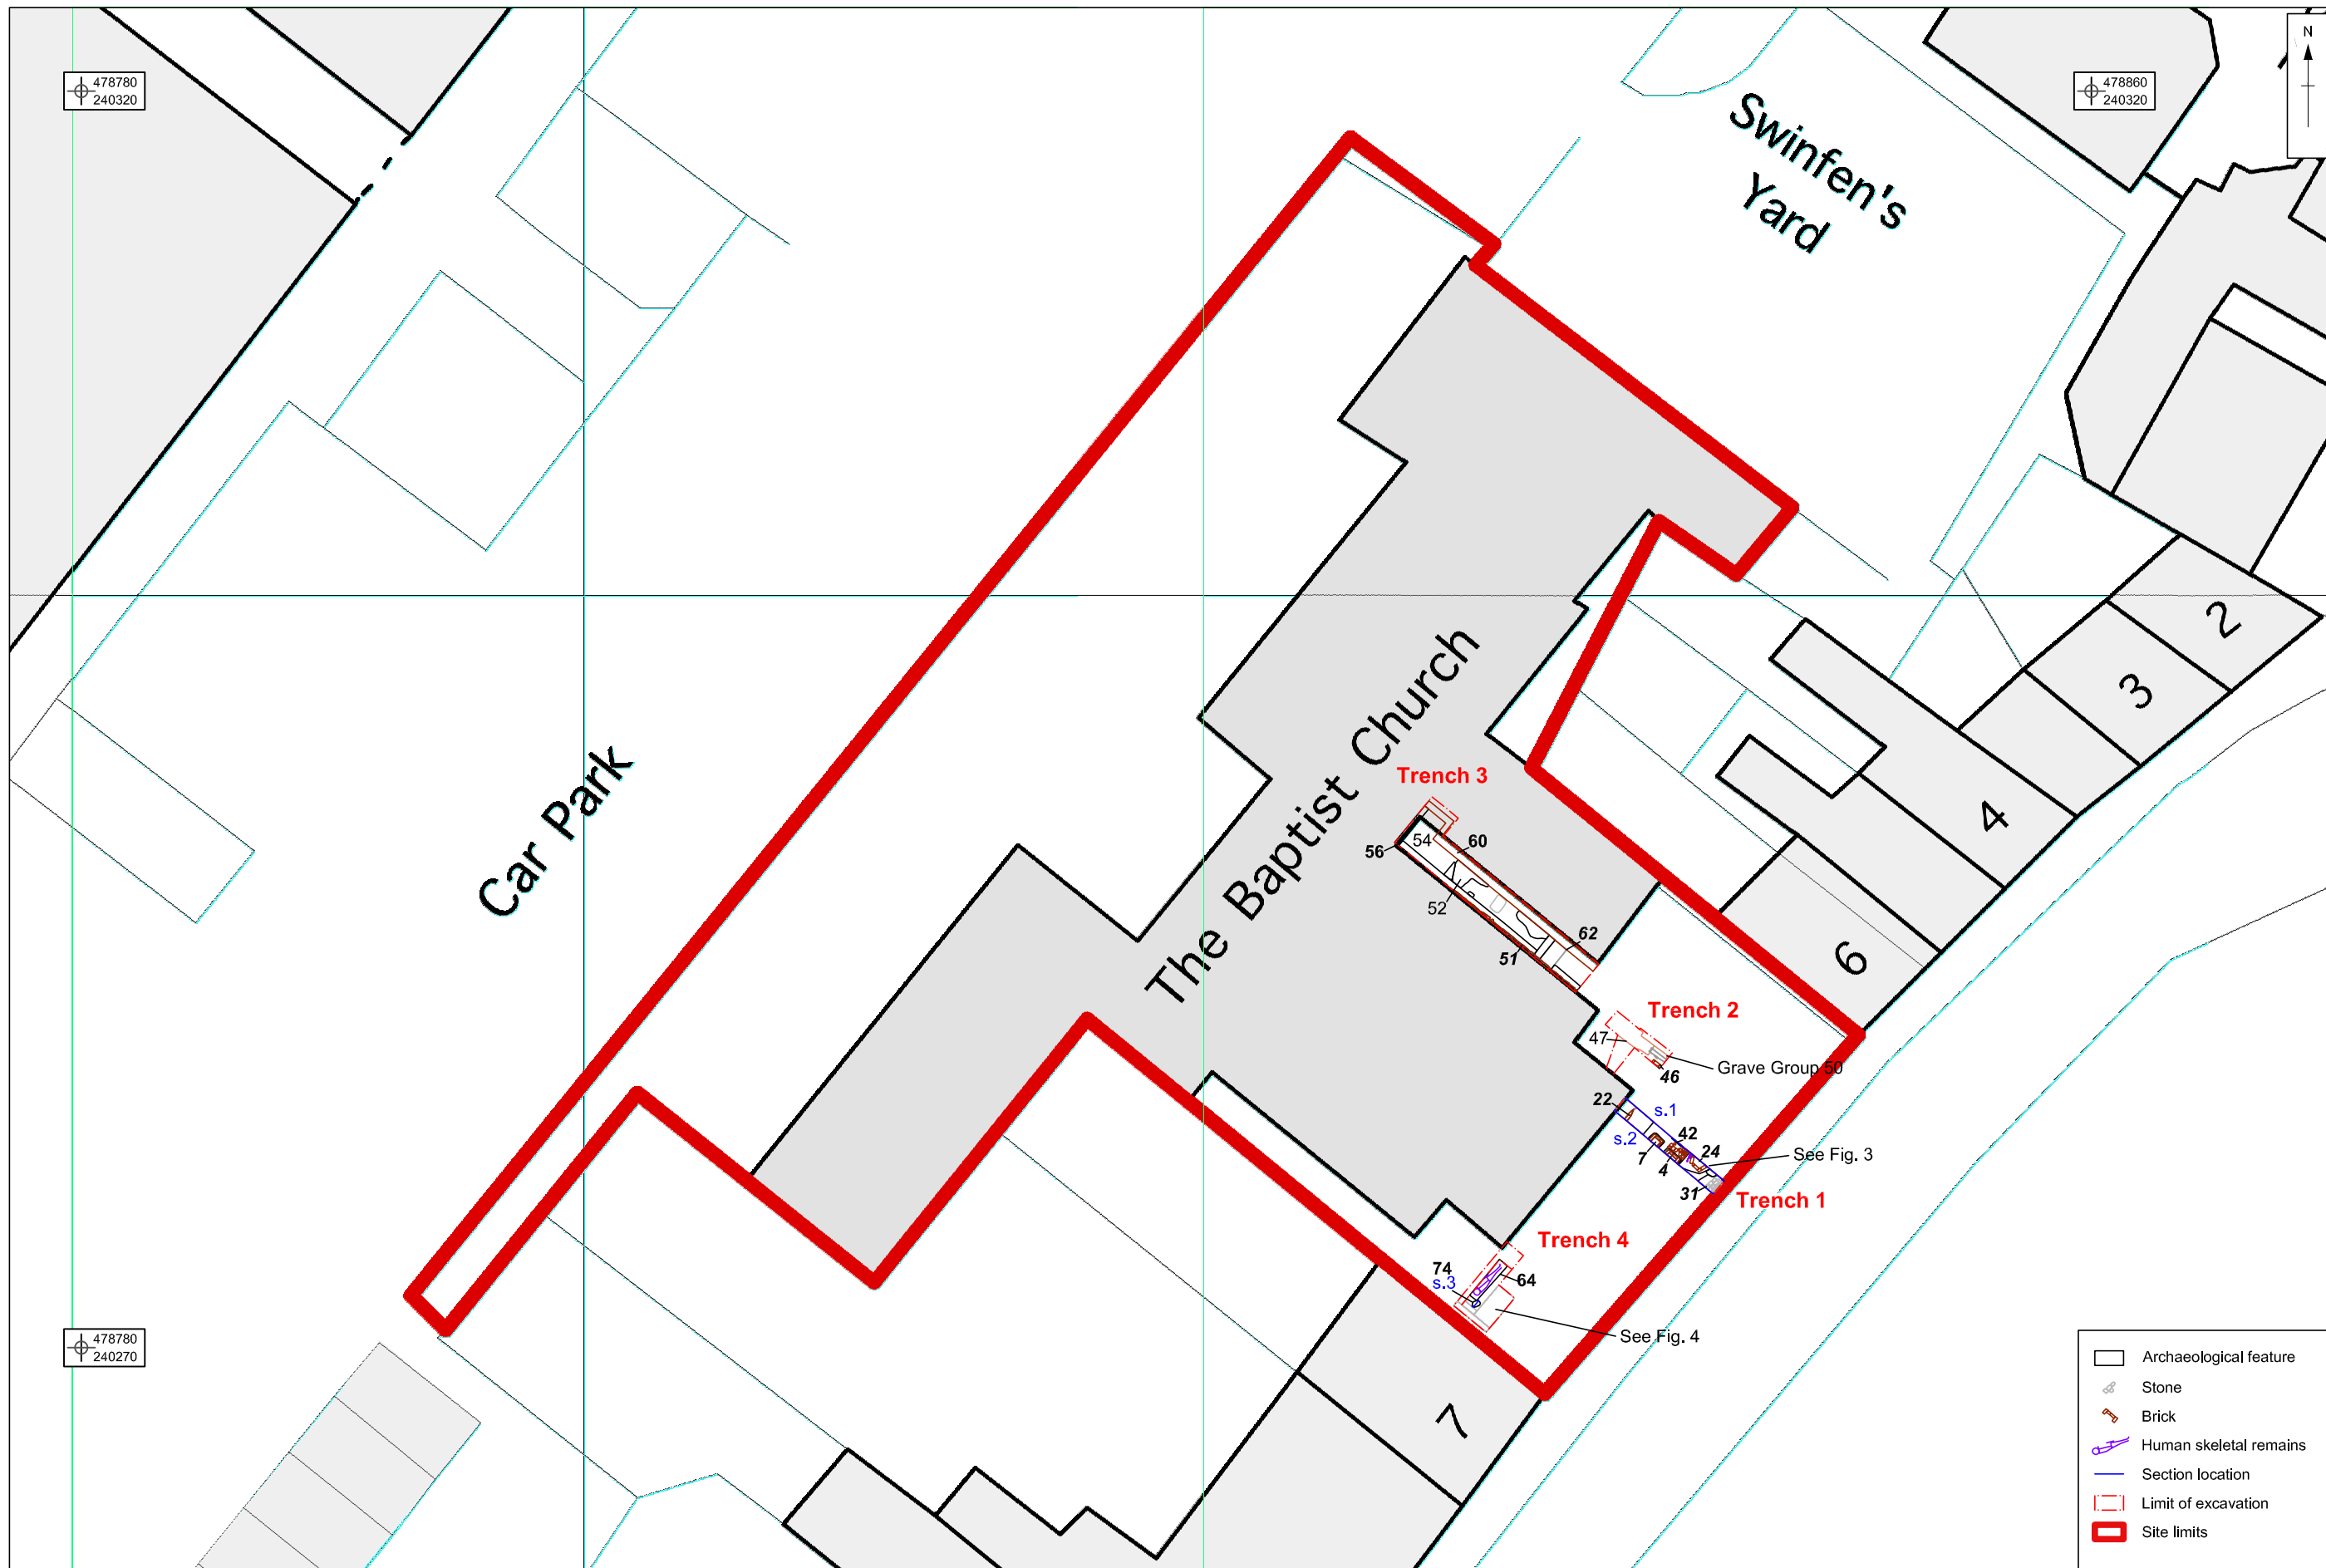 478780
240320
478860
240320
N
Swinfen's
Yard
Car Park
The Baptist Church
2
3
4
6
7
Trench 3
56
54
60
52
62
51
Trench 2
47
Grave Group 50
46
22
s.1
s.2
42
24
7
4
See Fig. 3
31
Trench 1
Trench 4
74
s.3
64
See Fig. 4
478780
240270
Archaeological feature
Stone
Brick
Human skeletal remains
Section location
Limit of excavation
Site limits